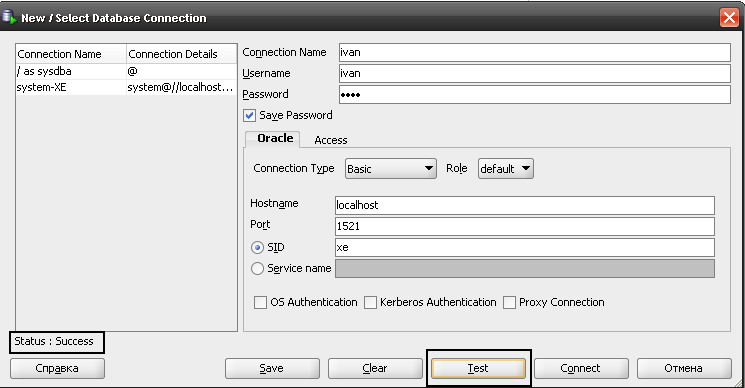 New / Select Database Connection
Connection Name Connection Details
/ as sysdba @
system-XE system@//localhost...
Connection Name ivan
Username ivan
Password ••••
Save Password
Oracle Access
Connection Type Basic Role default
Hostname localhost
Port 1521
SID xe
Service name
OS Authentication Kerberos Authentication Proxy Connection
Status : Success
Справка Save Clear Test Connect Отмена